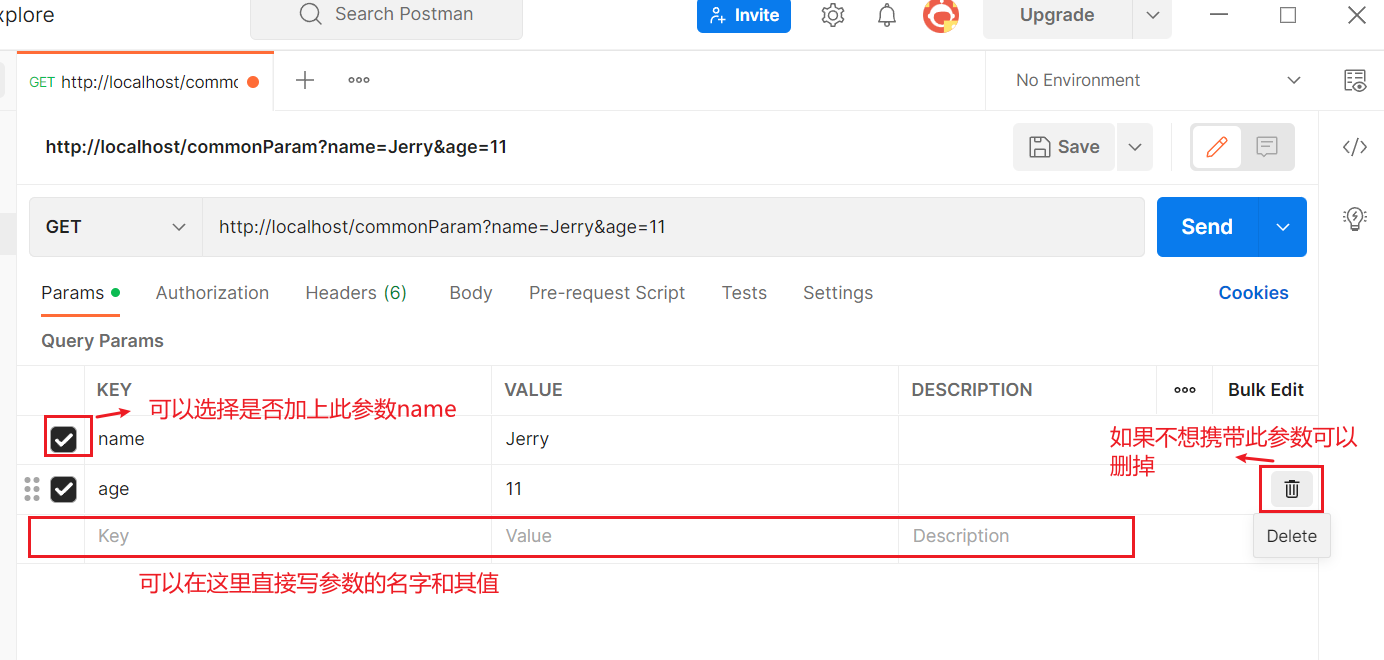 xplore Search Postman Invite Upgrade
GET http://localhost/commo No Environment
http://localhost/commonParam?name=Jerry&age=11 Save
GET http://localhost/commonParam?name=Jerry&age=11 Send
Params Authorization Headers (6) Body Pre-request Script Tests Settings Cookies
Query Params
KEY VALUE DESCRIPTION Bulk Edit
可以选择是否加上此参数name
name Jerry
如果不想携带此参数可以
删掉
age 11
Key Value Description Delete
可以在这里直接写参数的名字和其值